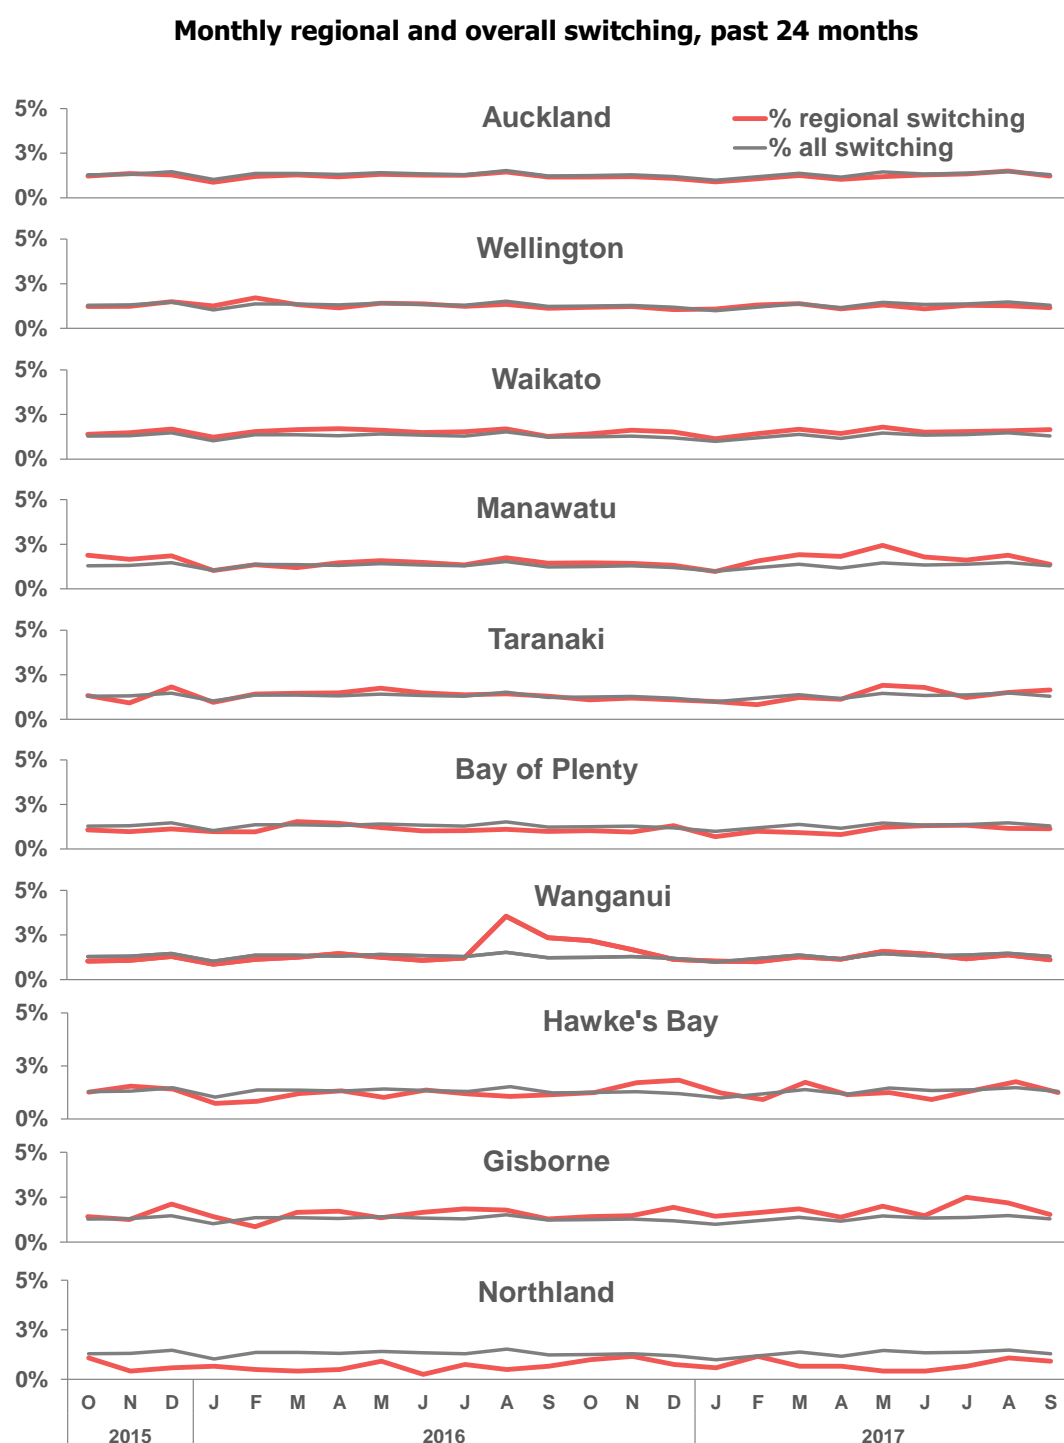 Monthly regional and overall switching, past 24 months
Auckland
5%
3%
0%
% regional switching
% all switching
Wellington
5%
3%
0%
Waikato
5%
3%
0%
Manawatu
5%
3%
0%
Taranaki
5%
3%
0%
Bay of Plenty
5%
3%
0%
Wanganui
5%
3%
0%
Hawke's Bay
5%
3%
0%
Gisborne
5%
3%
0%
Northland
5%
3%
0%
O N D J F M A M J J A S O N D J F M A M J J A S
2015 2016 2017